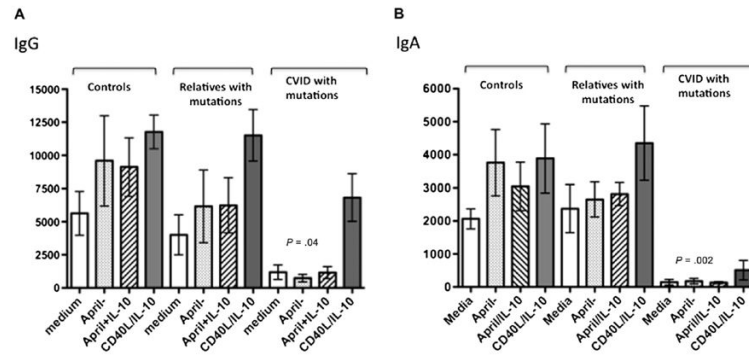 A
IgG
Controls
Relatives with
mutations
CVID with
mutations
15000
12500
10000
7500
5000
2500
0
P = .04
medium
April-
April+IL-10
CD40L/IL-10
medium
April-
April+IL-10
CD40L/IL-10
medium
April-
April+IL-10
CD40L/IL-10
B
IgA
Controls
Relatives with
mutations
CVID with
mutations
6000
5000
4000
3000
2000
1000
0
P = .002
Media
April-
April/IL-10
CD40L/IL-10
Media
April-
April/IL-10
CD40L/IL-10
Media
April-
April/IL-10
CD40L/IL-10